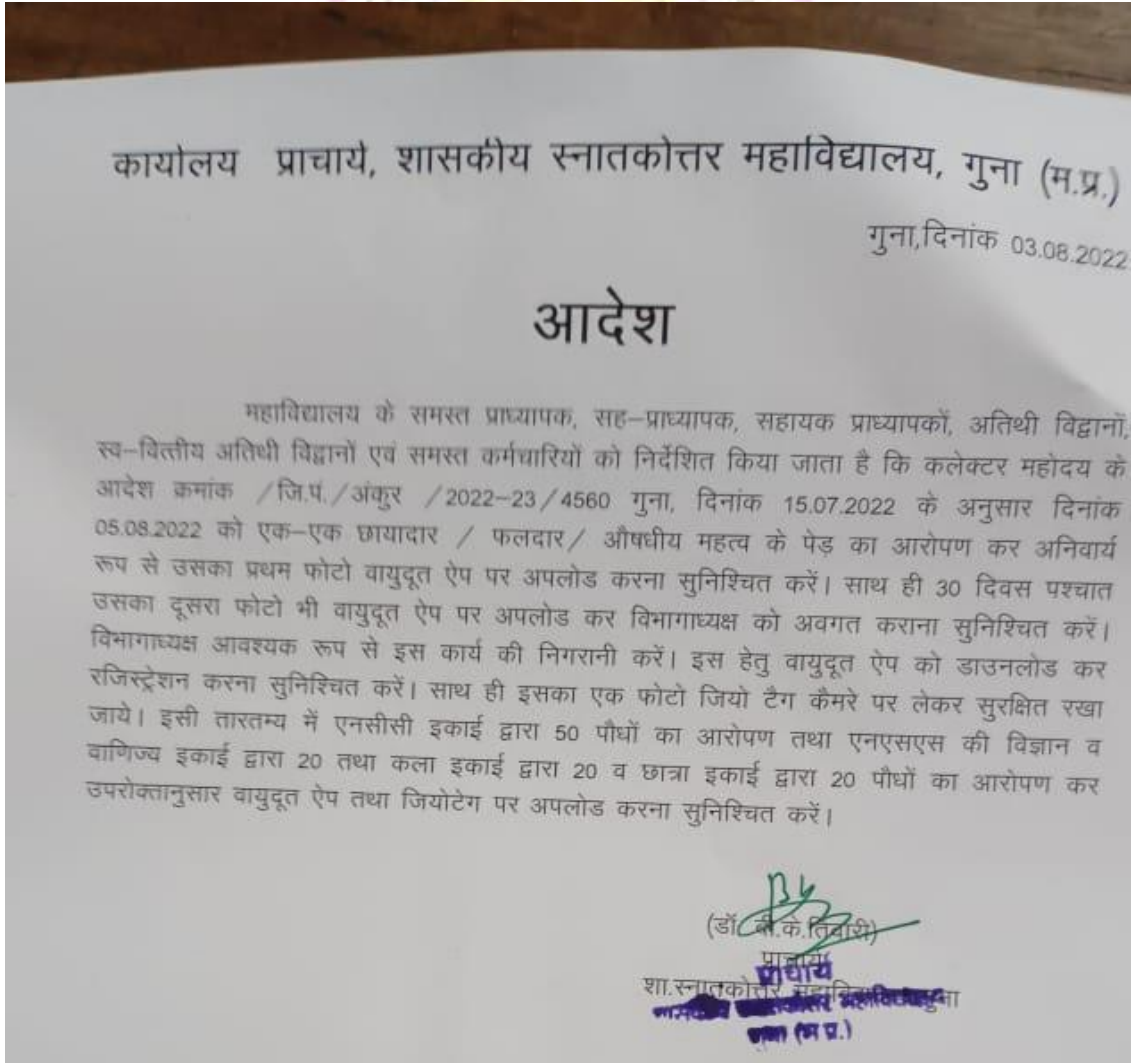 कार्यालय प्राचार्य, शासकीय स्नातकोत्तर महाविद्यालय, गुना (म.प्र.)
गुना,दिनांक 03.08.2022
आदेश
महाविद्यालय के समस्त प्राध्यापक, सह–प्राध्यापक, सहायक प्राध्यापकों, अतिथी विद्वानों,
स्व–वित्तीय अतिथी विद्वानों एवं समस्त कर्मचारियों को निर्देशित किया जाता है कि कलेक्टर महोदय के
आदेश क्रमांक /जि.पं./अंकुर /2022–23/4560 गुना, दिनांक 15.07.2022 के अनुसार दिनांक
05.08.2022 को एक–एक छायादार / फलदार/ औषधीय महत्व के पेड़ का आरोपण कर अनिवार्य
रूप से उसका प्रथम फोटो वायुदूत ऐप पर अपलोड करना सुनिश्चित करें। साथ ही 30 दिवस पश्चात
उसका दूसरा फोटो भी वायुदूत ऐप पर अपलोड कर विभागाध्यक्ष को अवगत कराना सुनिश्चित करें।
विभागाध्यक्ष आवश्यक रूप से इस कार्य की निगरानी करें। इस हेतु वायुदूत ऐप को डाउनलोड कर
रजिस्ट्रेशन करना सुनिश्चित करें। साथ ही इसका एक फोटो जियो टैग कैमरे पर लेकर सुरक्षित रखा
जाये। इसी तारतम्य में एनसीसी इकाई द्वारा 50 पौधों का आरोपण तथा एनएसएस की विज्ञान व
वाणिज्य इकाई द्वारा 20 तथा कला इकाई द्वारा 20 व छात्रा इकाई द्वारा 20 पौधों का आरोपण कर
उपरोक्तानुसार वायुदूत ऐप तथा जियोटेग पर अपलोड करना सुनिश्चित करें।
(डॉ. बी.के.तिवारी)
प्राचार्य
प्राचार्य
शा.स्नातकोत्तर महाविद्यालय गुना
(म प्र.)